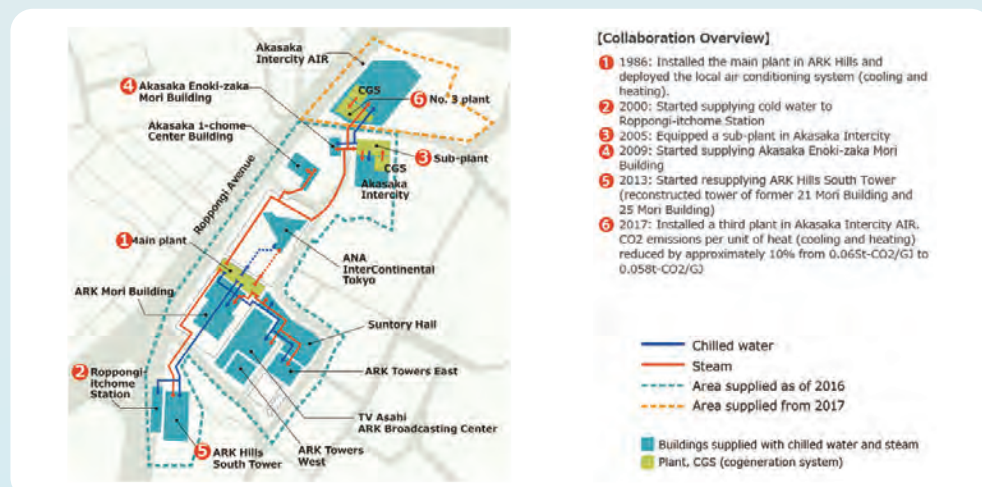 Akasaka
Intercity AIR
CGS
4 Akasaka Enoki-zaka
Mori Building
6 No. 3 plant
Akasaka 1-chome
Center Building
3 Sub-plant
CGS
Akasaka
Intercity
Roppongi Avenue
1 Main plant
ANA
InterContinental
Tokyo
ARK Mori Building
Suntory Hall
2 Roppongi-
itchome
Station
ARK Towers East
TV Asahi
ARK Broadcasting Center
5 ARK Hills
South Tower
ARK Towers
West
[Collaboration Overview]
1 1986: Installed the main plant in ARK Hills and
deployed the local air conditioning system (cooling and
heating).
2 2000: Started supplying cold water to
Roppongi-itchome Station
3 2005: Equipped a sub-plant in Akasaka Intercity
4 2009: Started supplying Akasaka Enoki-zaka Mori
Building
5 2013: Started resupplying ARK Hills South Tower
(reconstructed tower of former 21 Mori Building and
25 Mori Building)
6 2017: Installed a third plant in Akasaka Intercity AIR.
CO2 emissions per unit of heat (cooling and heating)
reduced by approximately 10% from 0.065t-CO2/GJ to
0.058t-CO2/GJ
Chilled water
Steam
Area supplied as of 2016
Area supplied from 2017
Buildings supplied with chilled water and steam
Plant, CGS (cogeneration system)